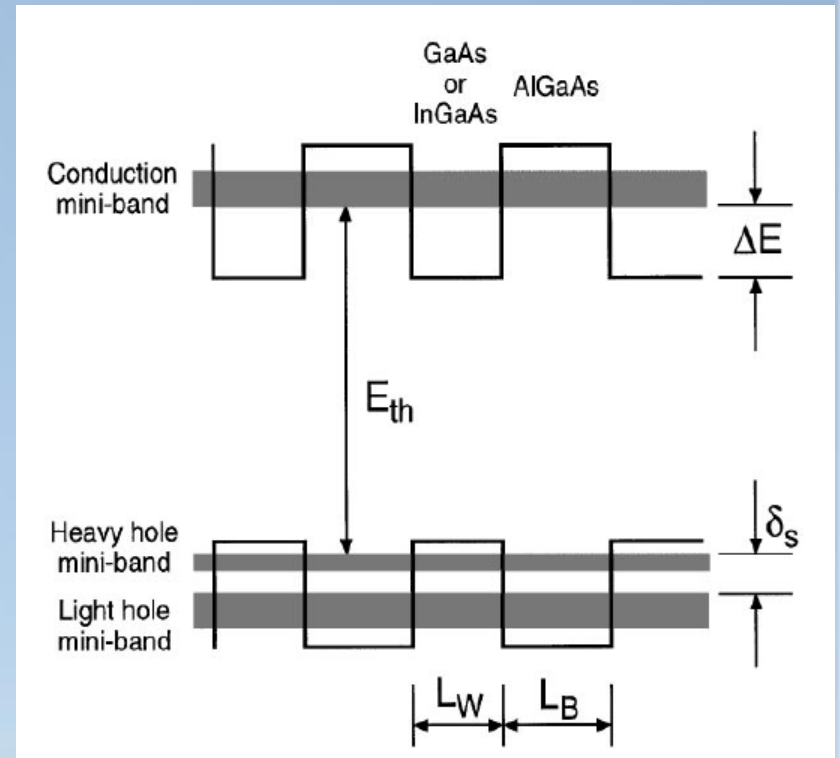 GaAs
or
InGaAs
AlGaAs
Conduction
mini-band
ΔE
E_th
Heavy hole
mini-band
δ_s
Light hole
mini-band
L_W
L_B